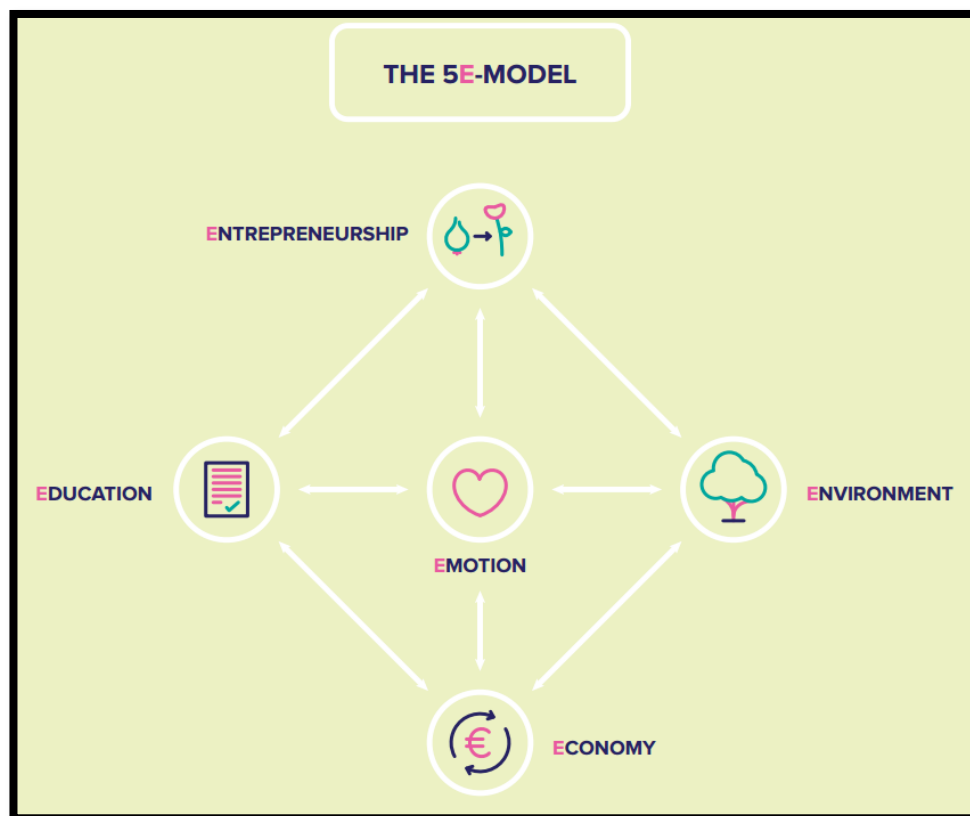 THE 5E-MODEL
ENTREPRENEURSHIP
EDUCATION
ENVIRONMENT
EMOTION
€
ECONOMY